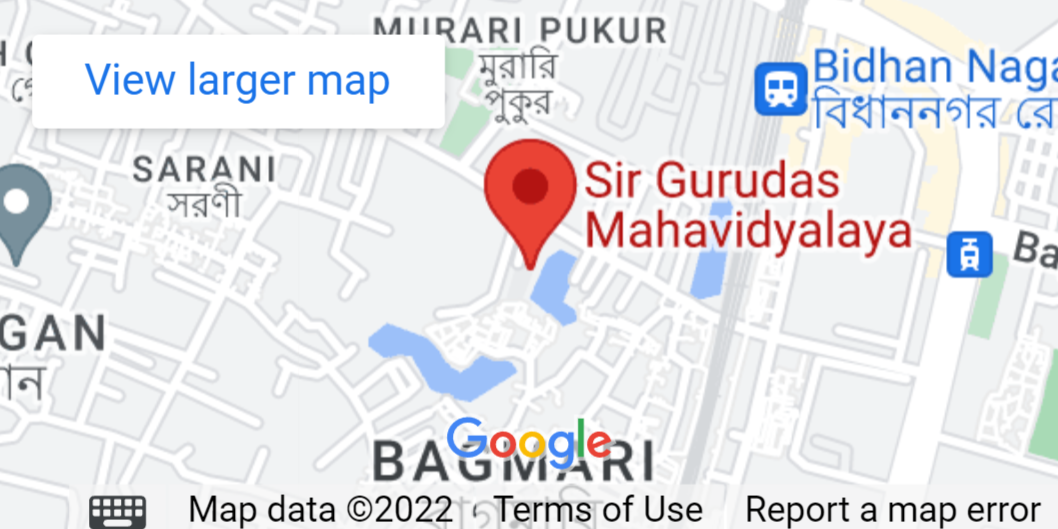 MURARI PUKUR
মুরারি
পুকুর
View larger map
Bidhan Naga
বিধাননগর রে
SARANI
সরণী
Sir Gurudas
Mahavidyalaya
Ba
GAN
ান
Google
BAGMARI
Map data ©2022
Terms of Use
Report a map error